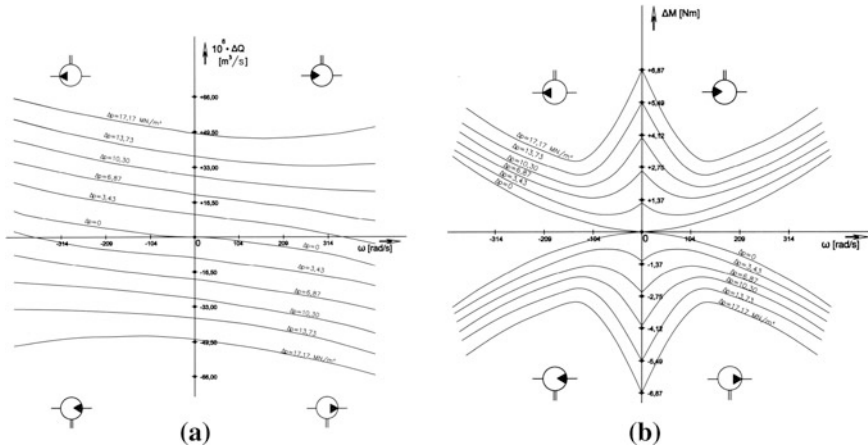 10⁶ · ΔQ
[m³/s]
+66,00
Δp=17,17 MN/m²
+49,50
Δp=13,73
Δp=10,30
+33,00
Δp=6,87
Δp=3,43
+15,50
Δp=0
-314 -209 -104 0 104 209 314
ω [rad/s]
Δp=0
Δp=3,43
-16,50
Δp=6,87
-33,00
Δp=10,30
Δp=13,73
-49,50
Δp=17,17 MN/m²
-66,00
(a)
ΔM [Nm]
+6,87
+5,49
Δp=17,17 MN/m²
+4,12
Δp=13,73
Δp=10,30
Δp=6,87
+2,75
Δp=3,43
Δp=0
+1,37
-314 -209 -104 0 104 209 314
ω [rad/s]
Δp=0
Δp=3,43
-1,37
Δp=6,87
Δp=10,30
-2,75
Δp=13,73
Δp=17,17 MN/m²
-4,12
-5,49
-6,87
(b)